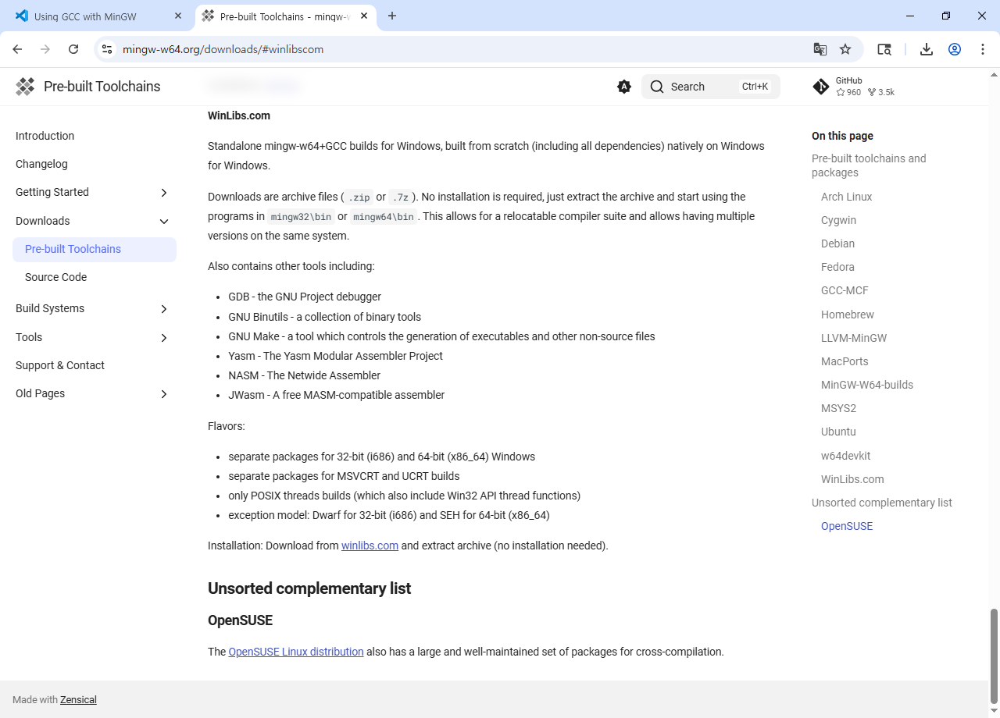 Using GCC with MinGW
Pre-built Toolchains - mingw-w
mingw-w64.org/downloads/#winlibscom
Pre-built Toolchains
Search
Ctrl+K
GitHub
960 3.5k
Introduction
Changelog
Getting Started
Downloads
Pre-built Toolchains
Source Code
Build Systems
Tools
Support & Contact
Old Pages
WinLibs.com
Standalone mingw-w64+GCC builds for Windows, built from scratch (including all dependencies) natively on Windows
for Windows.
Downloads are archive files ( .zip or .7z ). No installation is required, just extract the archive and start using the
programs in mingw32\bin or mingw64\bin . This allows for a relocatable compiler suite and allows having multiple
versions on the same system.
Also contains other tools including:
• GDB - the GNU Project debugger
• GNU Binutils - a collection of binary tools
• GNU Make - a tool which controls the generation of executables and other non-source files
• Yasm - The Yasm Modular Assembler Project
• NASM - The Netwide Assembler
• JWasm - A free MASM-compatible assembler
Flavors:
• separate packages for 32-bit (i686) and 64-bit (x86_64) Windows
• separate packages for MSVCRT and UCRT builds
• only POSIX threads builds (which also include Win32 API thread functions)
• exception model: Dwarf for 32-bit (i686) and SEH for 64-bit (x86_64)
Installation: Download from winlibs.com and extract archive (no installation needed).
Unsorted complementary list
OpenSUSE
The OpenSUSE Linux distribution also has a large and well-maintained set of packages for cross-compilation.
On this page
Pre-built toolchains and
packages
Arch Linux
Cygwin
Debian
Fedora
GCC-MCF
Homebrew
LLVM-MinGW
MacPorts
MinGW-W64-builds
MSYS2
Ubuntu
w64devkit
WinLibs.com
Unsorted complementary list
OpenSUSE
Made with Zensical